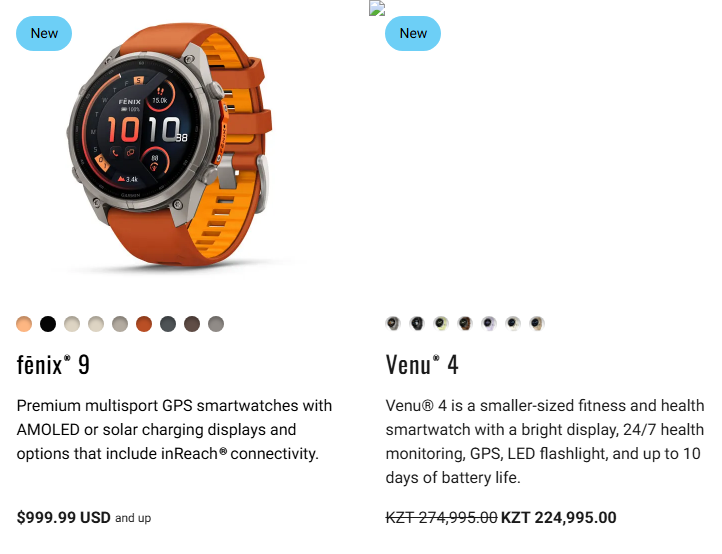 New
New
FĒNIX
100%
15.0k
S
M
T
W
T
F
S
10 10 38
88
3.4k
GARMIN
fēnix® 9
Premium multisport GPS smartwatches with
AMOLED or solar charging displays and
options that include inReach® connectivity.
$999.99 USD and up
Venu® 4
Venu® 4 is a smaller-sized fitness and health
smartwatch with a bright display, 24/7 health
monitoring, GPS, LED flashlight, and up to 10
days of battery life.
KZT 274,995.00 KZT 224,995.00